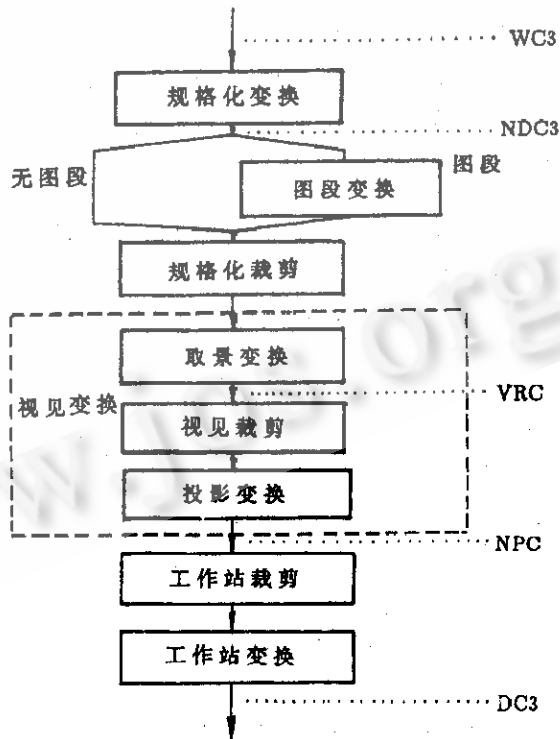 WC3
规格化变换
NDC3
无图段
图段
图段变换
规格化裁剪
取景变换
视见变换
VRC
视见裁剪
投影变换
NPC
工作站裁剪
工作站变换
DC3